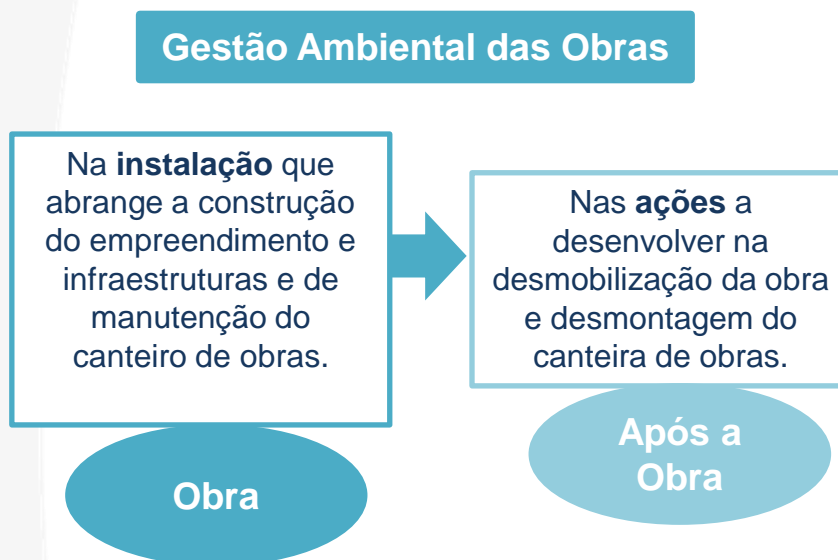 Gestão Ambiental das Obras
Na instalação que
abrange a construção
do empreendimento e
infraestruturas e de
manutenção do
canteiro de obras.
Obra
Nas ações a
desenvolver na
desmobilização da obra
e desmontagem do
canteira de obras.
Após a
Obra